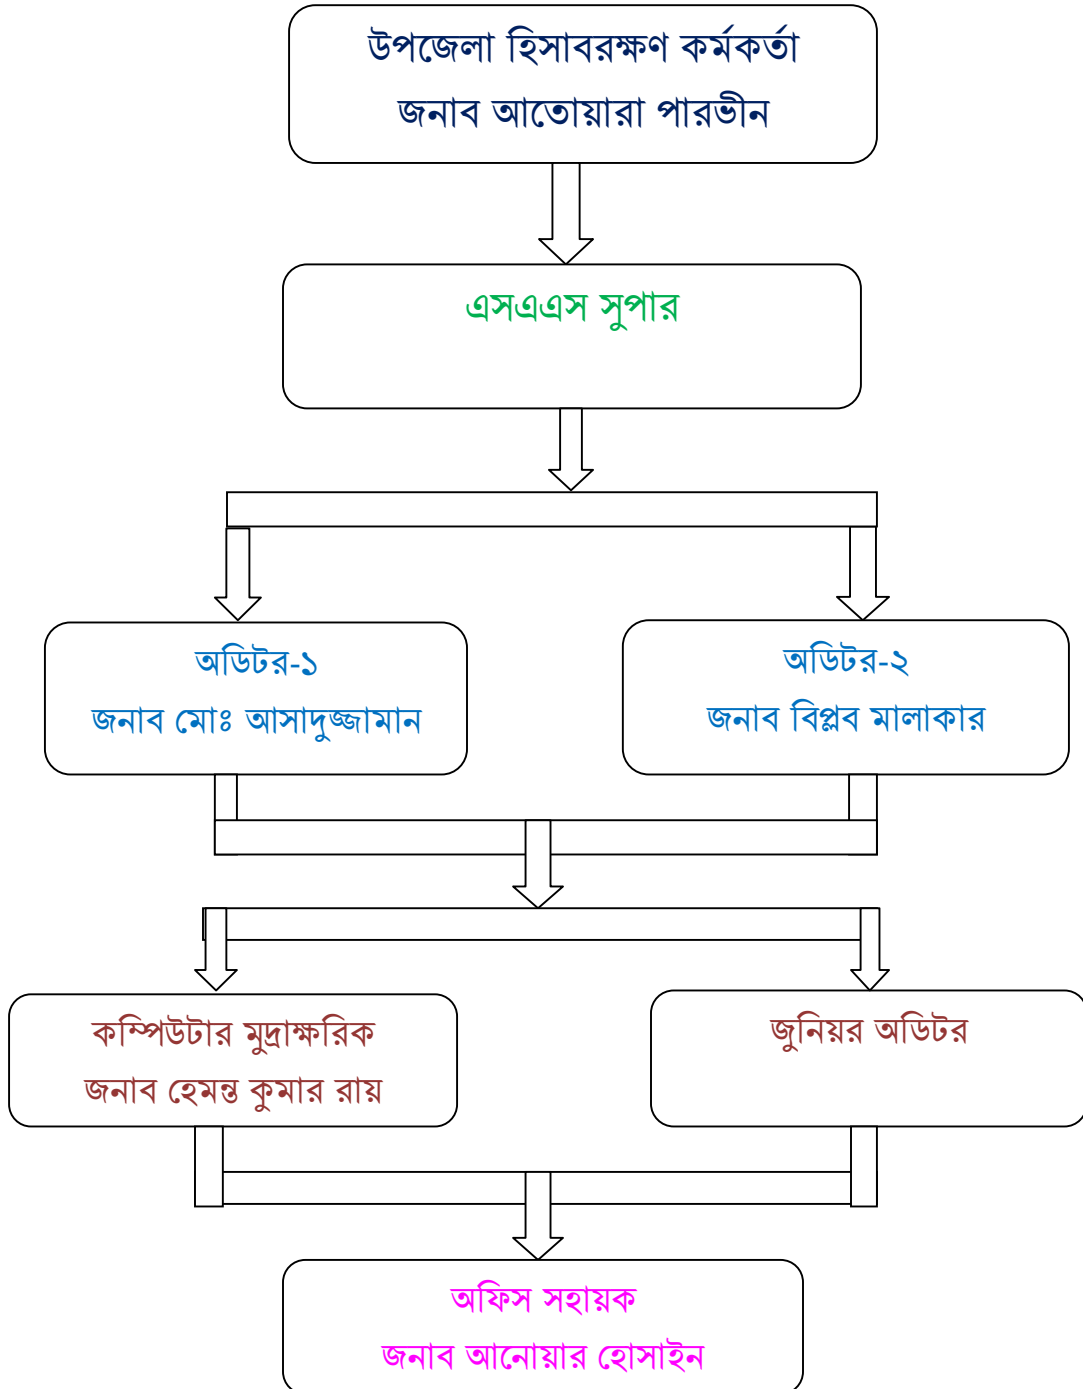 উপজেলা হিসাবরক্ষণ কর্মকর্তা
জনাব আতোয়ারা পারভীন
এসএএস সুপার
অডিটর-১
জনাব মোঃ আসাদুজ্জামান
অডিটর-২
জনাব বিপ্লব মালাকার
কম্পিউটার মুদ্রাক্ষরিক
জনাব হেমন্ত কুমার রায়
জুনিয়র অডিটর
অফিস সহায়ক
জনাব আনোয়ার হোসাইন